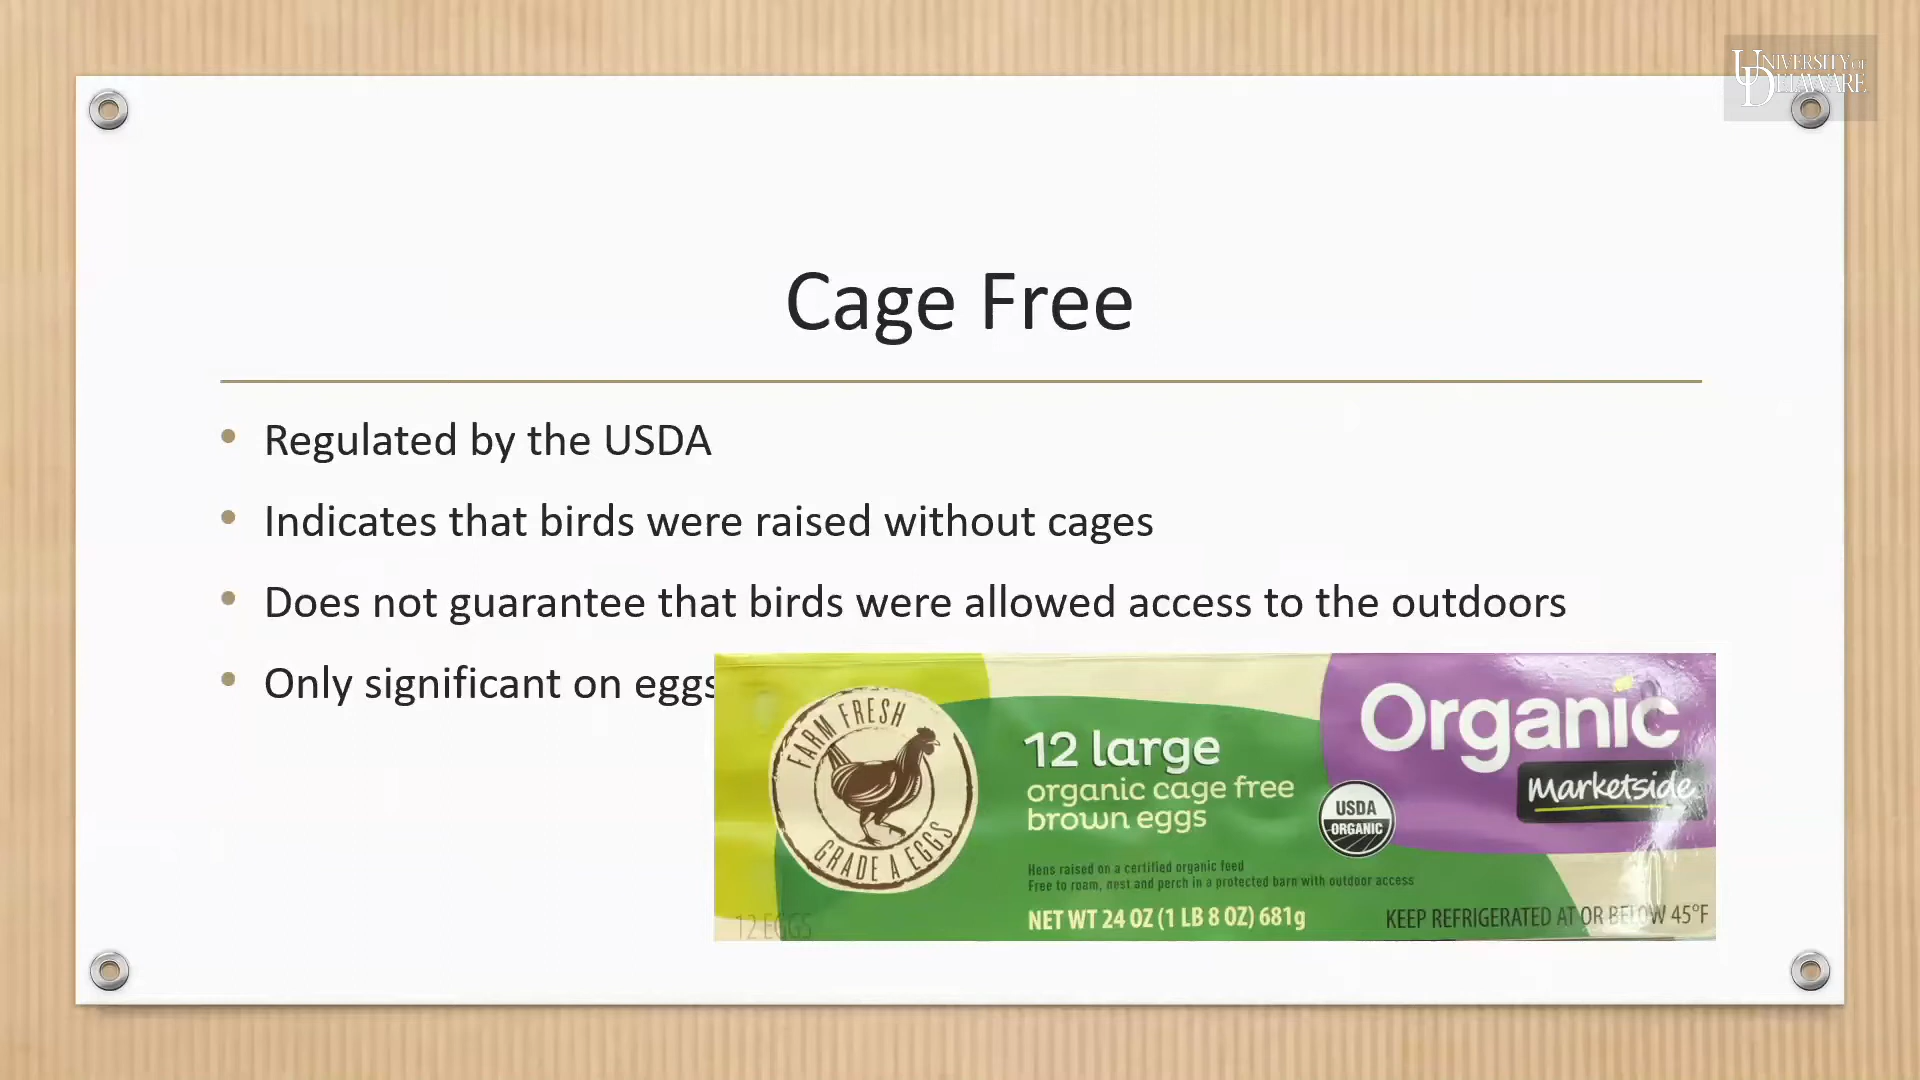 UNIVERSITY OF
DELAWARE
Cage Free
• Regulated by the USDA
• Indicates that birds were raised without cages
• Does not guarantee that birds were allowed access to the outdoors
• Only significant on eggs
FARM FRESH
GRADE A EGGS
12 EGGS
12 large
organic cage free
brown eggs
Hens raised on a certified organic feed
Free to roam, nest and perch in a protected barn with outdoor access
NET WT 24 OZ (1 LB 8 OZ) 681g
USDA
ORGANIC
Organic
marketside
KEEP REFRIGERATED AT OR BELOW 45°F